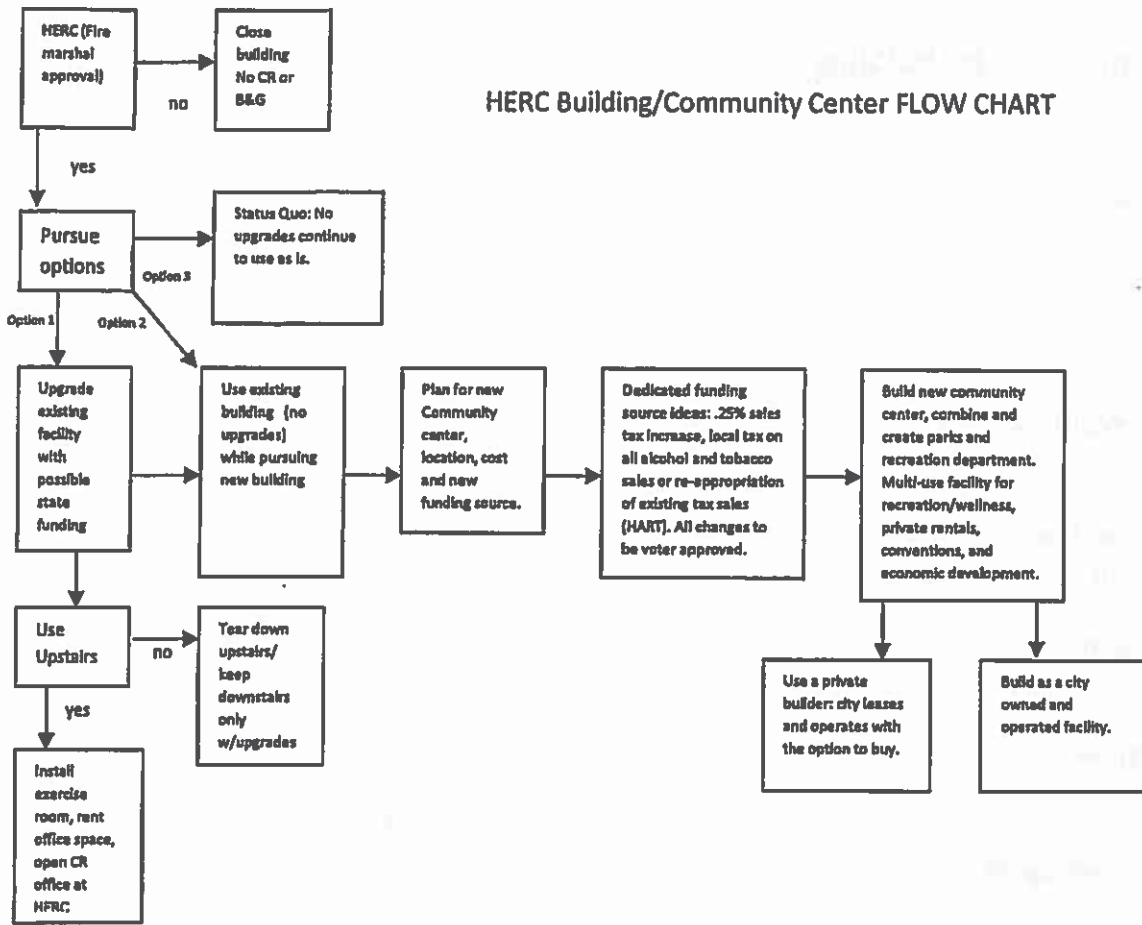 HERC (Fire
marshal
approval)
no
Close
building
No CR or
B&G
HERC Building/Community Center FLOW CHART
yes
Pursue
options
Option 3
Status Quo: No
upgrades continue
to use as is.
Option 1
Option 2
Upgrade
existing
facility
with
possible
state
funding
Use existing
building (no
upgrades)
while pursuing
new building
Plan for new
Community
center,
location, cost
and new
funding source.
Dedicated funding
source ideas: .25% sales
tax increase, local tax on
all alcohol and tobacco
sales or re-appropriation
of existing tax sales
(HART). All changes to
be voter approved.
Build new community
center, combine and
create parks and
recreation department.
Multi-use facility for
recreation/wellness,
private rentals,
conventions, and
economic development.
Use
Upstairs
no
Tear down
upstairs/
keep
downstairs
only
w/upgrades
yes
Install
exercise
room, rent
office space,
open CR
office at
HERC
Use a private
builder: city leases
and operates with
the option to buy.
Build as a city
owned and
operated facility.